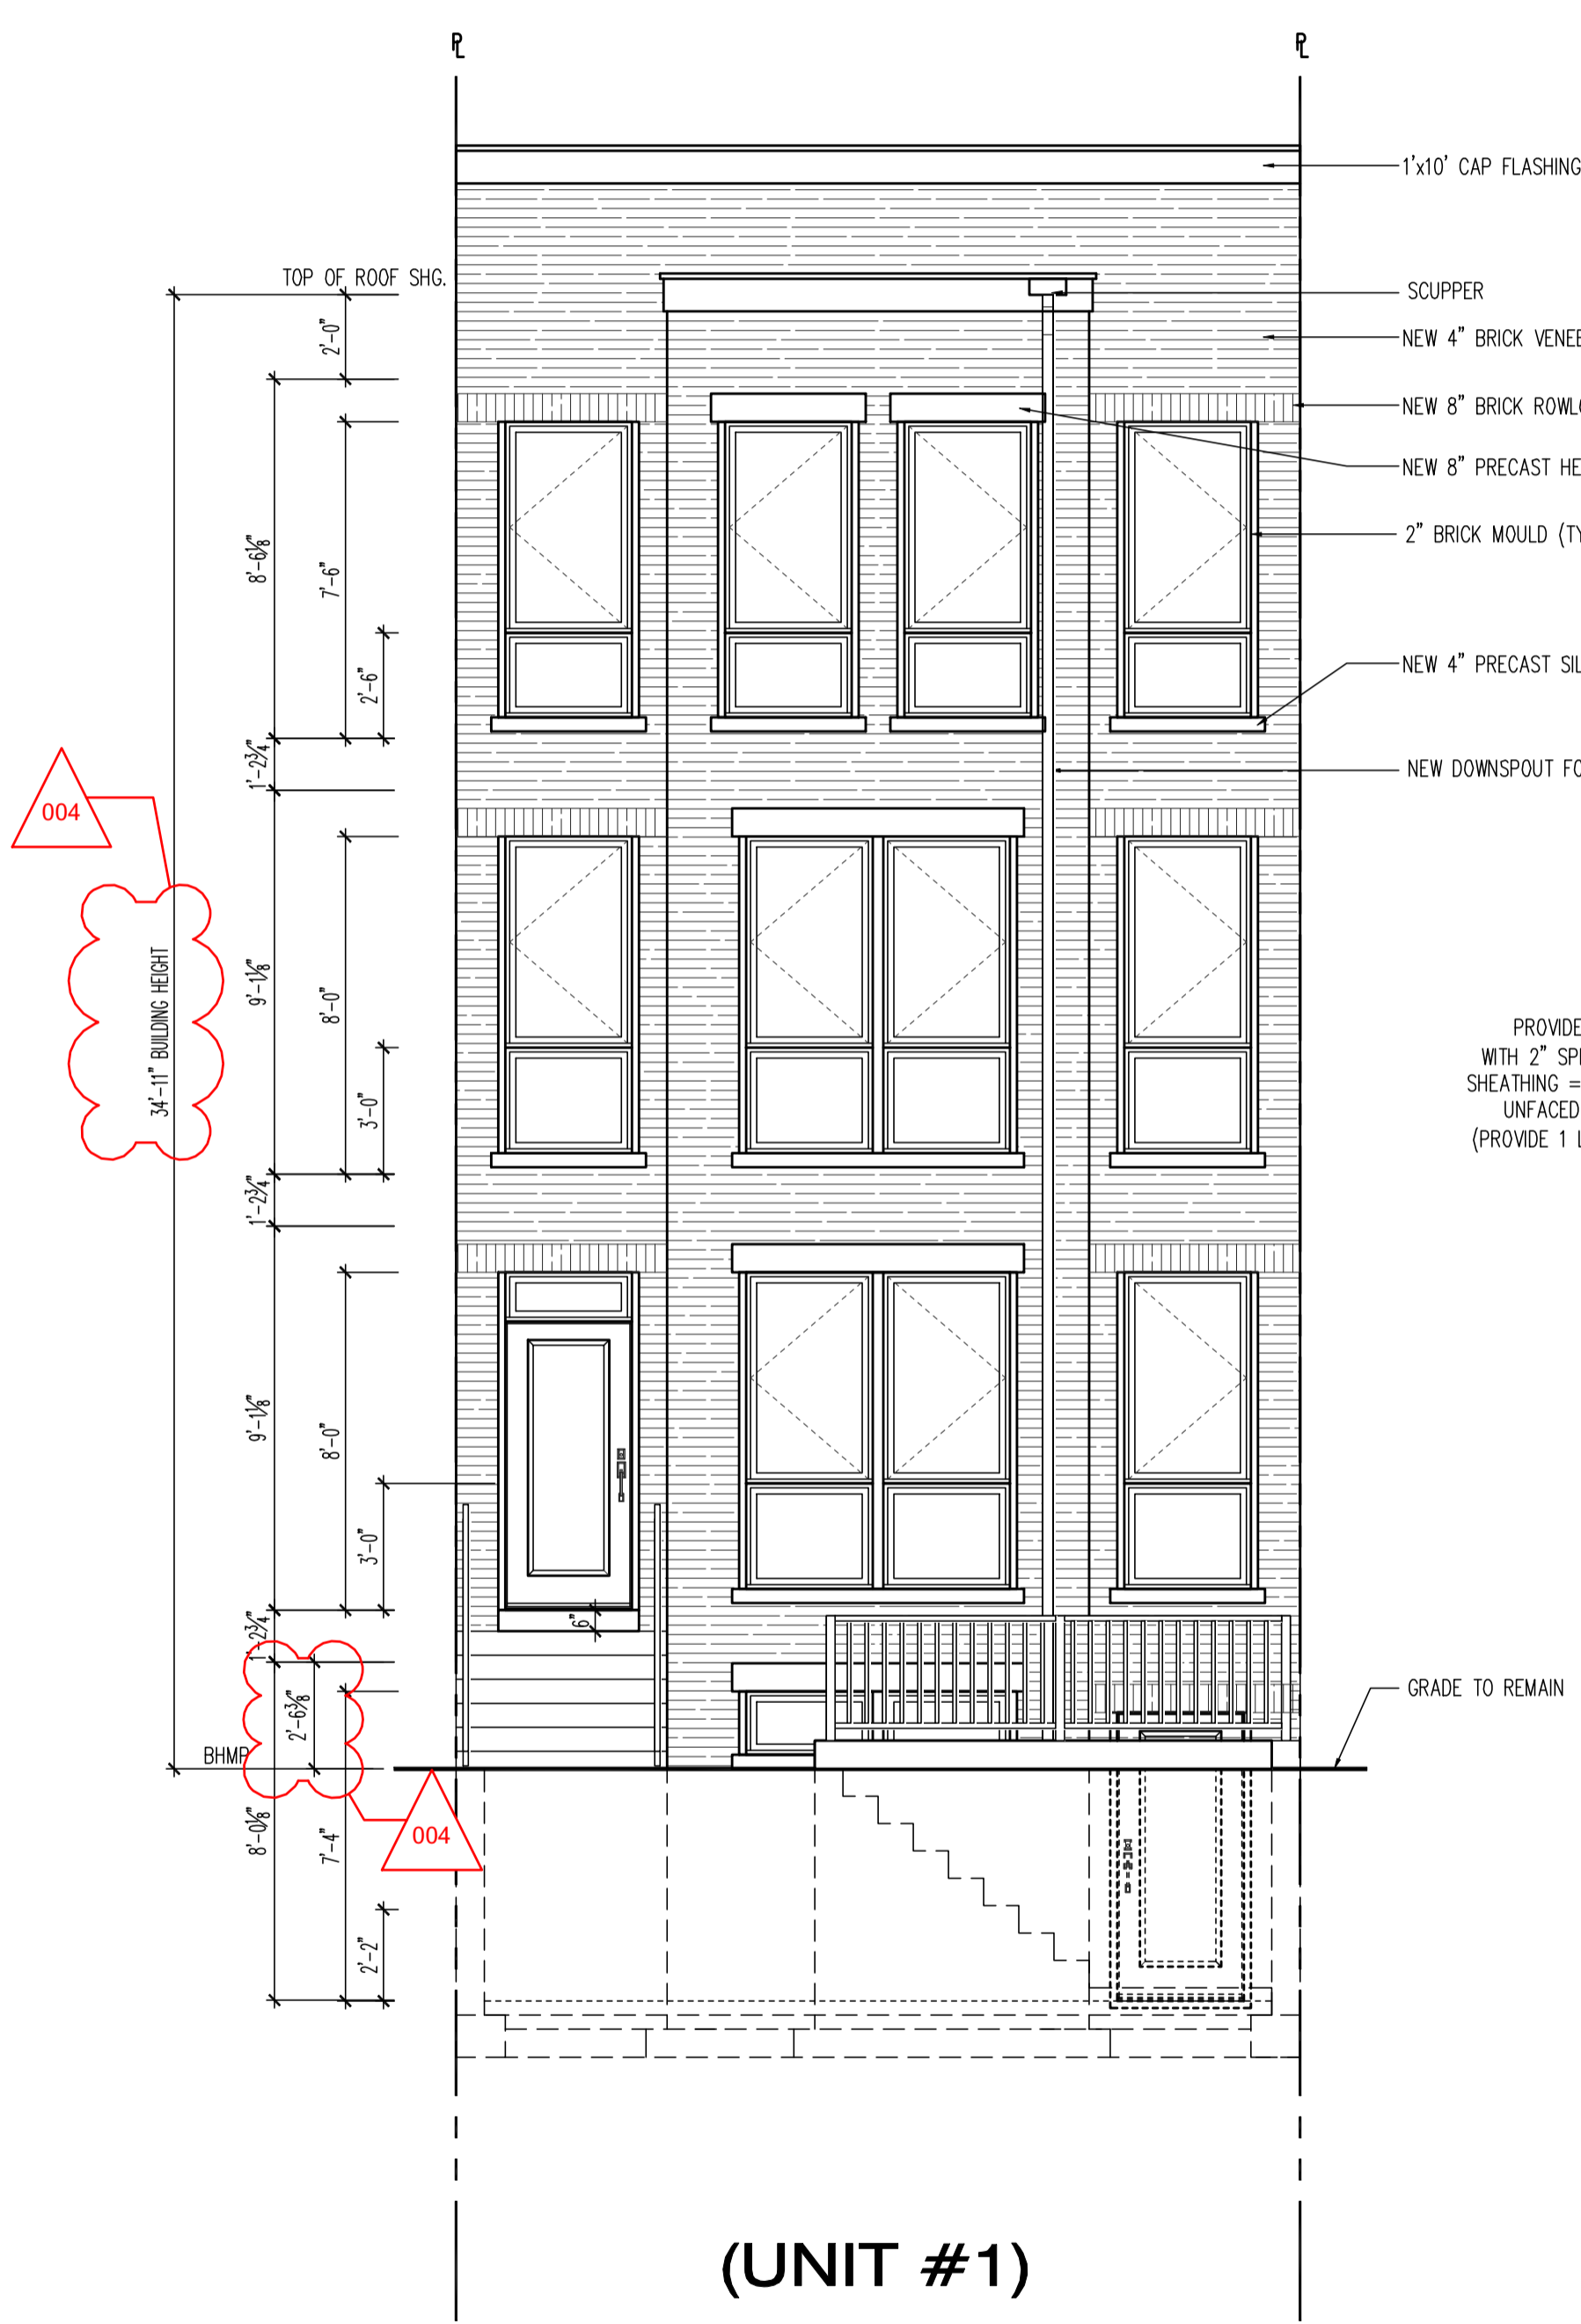 PL
PL
1'x10' CAP FLASHING
TOP OF ROOF SHG.
SCUPPER
2'-0"
NEW 4" BRICK
NEW 8" BRICK
NEW 8" PRECAST
2" BRICK MOULD
8'-6⅛"
7'-6"
2'-6"
NEW 4" PRECAST
1'-2¾"
NEW DOWNSPOUT
004
34'-11" BUILDING HEIGHT
9'-1⅛"
8'-0"
3'-0"
PROVIDE
WITH 2"
SHEATHING =
UNFACED
(PROVIDE 1
1'-2¾"
9'-1⅛"
8'-0"
3'-0"
6"
1'-2¾"
2'-6⅜"
GRADE TO REMAIN
BHMP
8'-0⅛"
7'-4"
004
2'-2"
(UNIT #1)